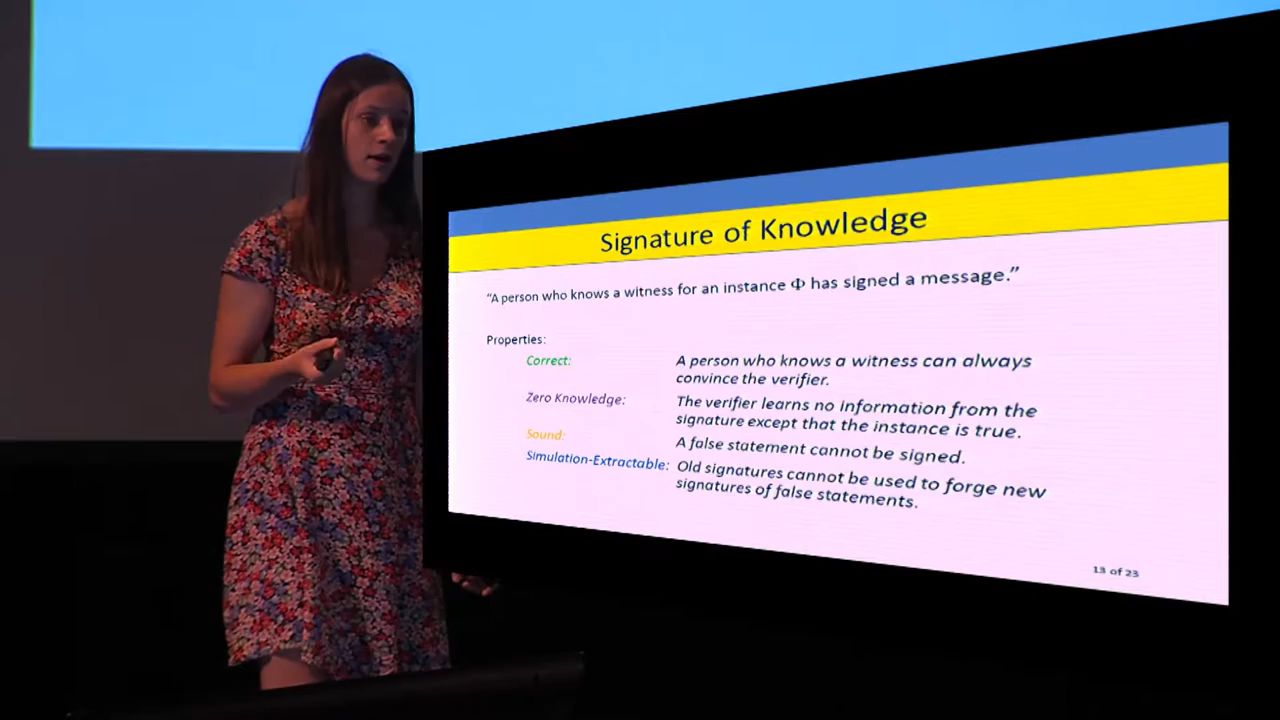 Signature of Knowledge
“A person who knows a witness for an instance Φ has signed a message.”
Properties:
Correct: A person who knows a witness can always
convince the verifier.
Zero Knowledge: The verifier learns no information from the
signature except that the instance is true.
Sound: A false statement cannot be signed.
Simulation-Extractable: Old signatures cannot be used to forge new
signatures of false statements.
13 of 23